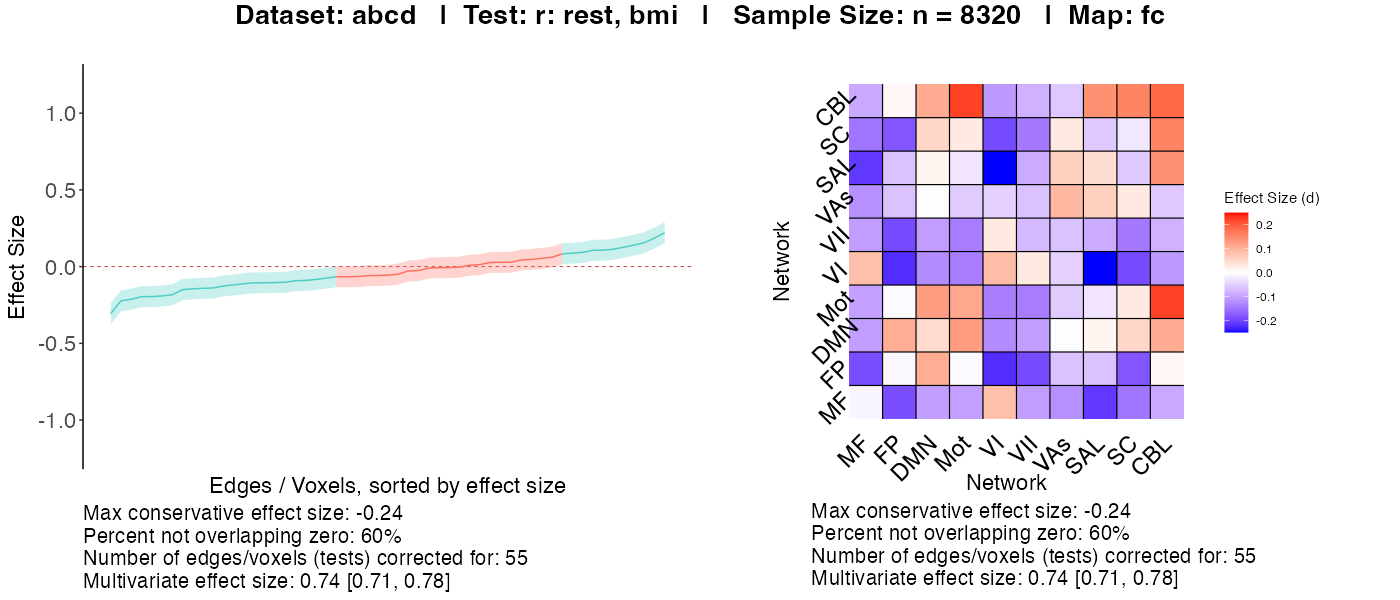 Dataset: abcd | Test: r: rest, bmi | Sample Size: n = 8320 | Map: fc
Effect Size
1.0
0.5
0.0
-0.5
-1.0
Edges / Voxels, sorted by effect size
Max conservative effect size: -0.24
Percent not overlapping zero: 60%
Number of edges/voxels (tests) corrected for: 55
Multivariate effect size: 0.74 [0.71, 0.78]
Network
CBL
SC
SAL
VAs
VII
VI
Mot
DMN
FP
MF
MF
FP
DMN
Mot
VI
VII
VAs
SAL
SC
CBL
Network
Effect Size (d)
0.2
0.1
0.0
-0.1
-0.2
Max conservative effect size: -0.24
Percent not overlapping zero: 60%
Number of edges/voxels (tests) corrected for: 55
Multivariate effect size: 0.74 [0.71, 0.78]